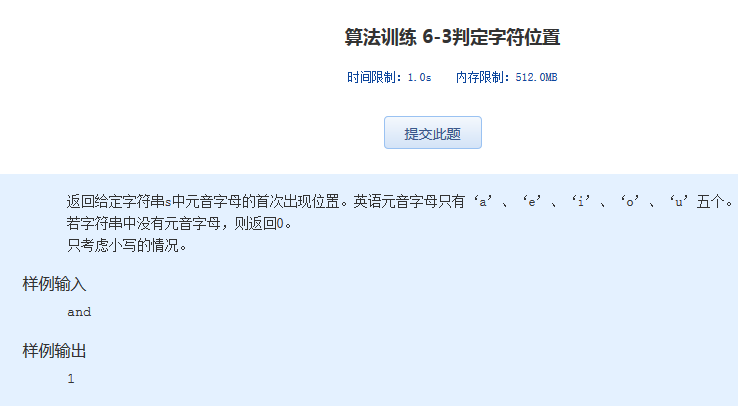 算法训练 6-3判定字符位置
时间限制：1.0s 内存限制：512.0MB
提交此题
返回给定字符串s中元音字母的首次出现位置。英语元音字母只有‘a’、‘e’、‘i’、‘o’、‘u’五个。
若字符串中没有元音字母，则返回0。
只考虑小写的情况。
样例输入
and
样例输出
1